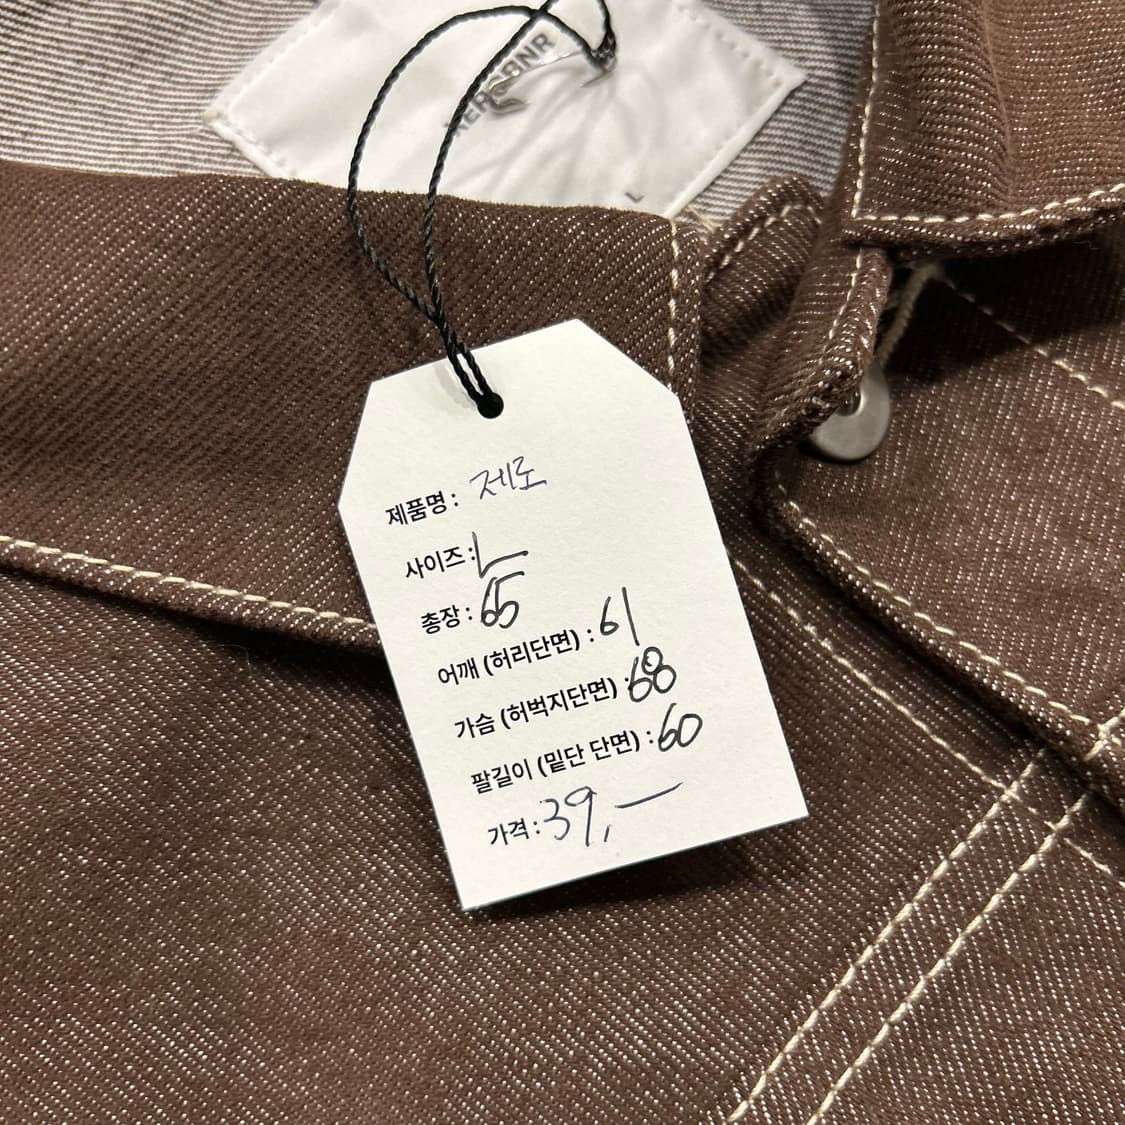 L
제품명 : 제로
사이즈 : L
총장 : 65
어깨 (허리단면) : 61
가슴 (허벅지단면) : 68
팔길이 (밑단 단면) : 60
가격 : 39,—